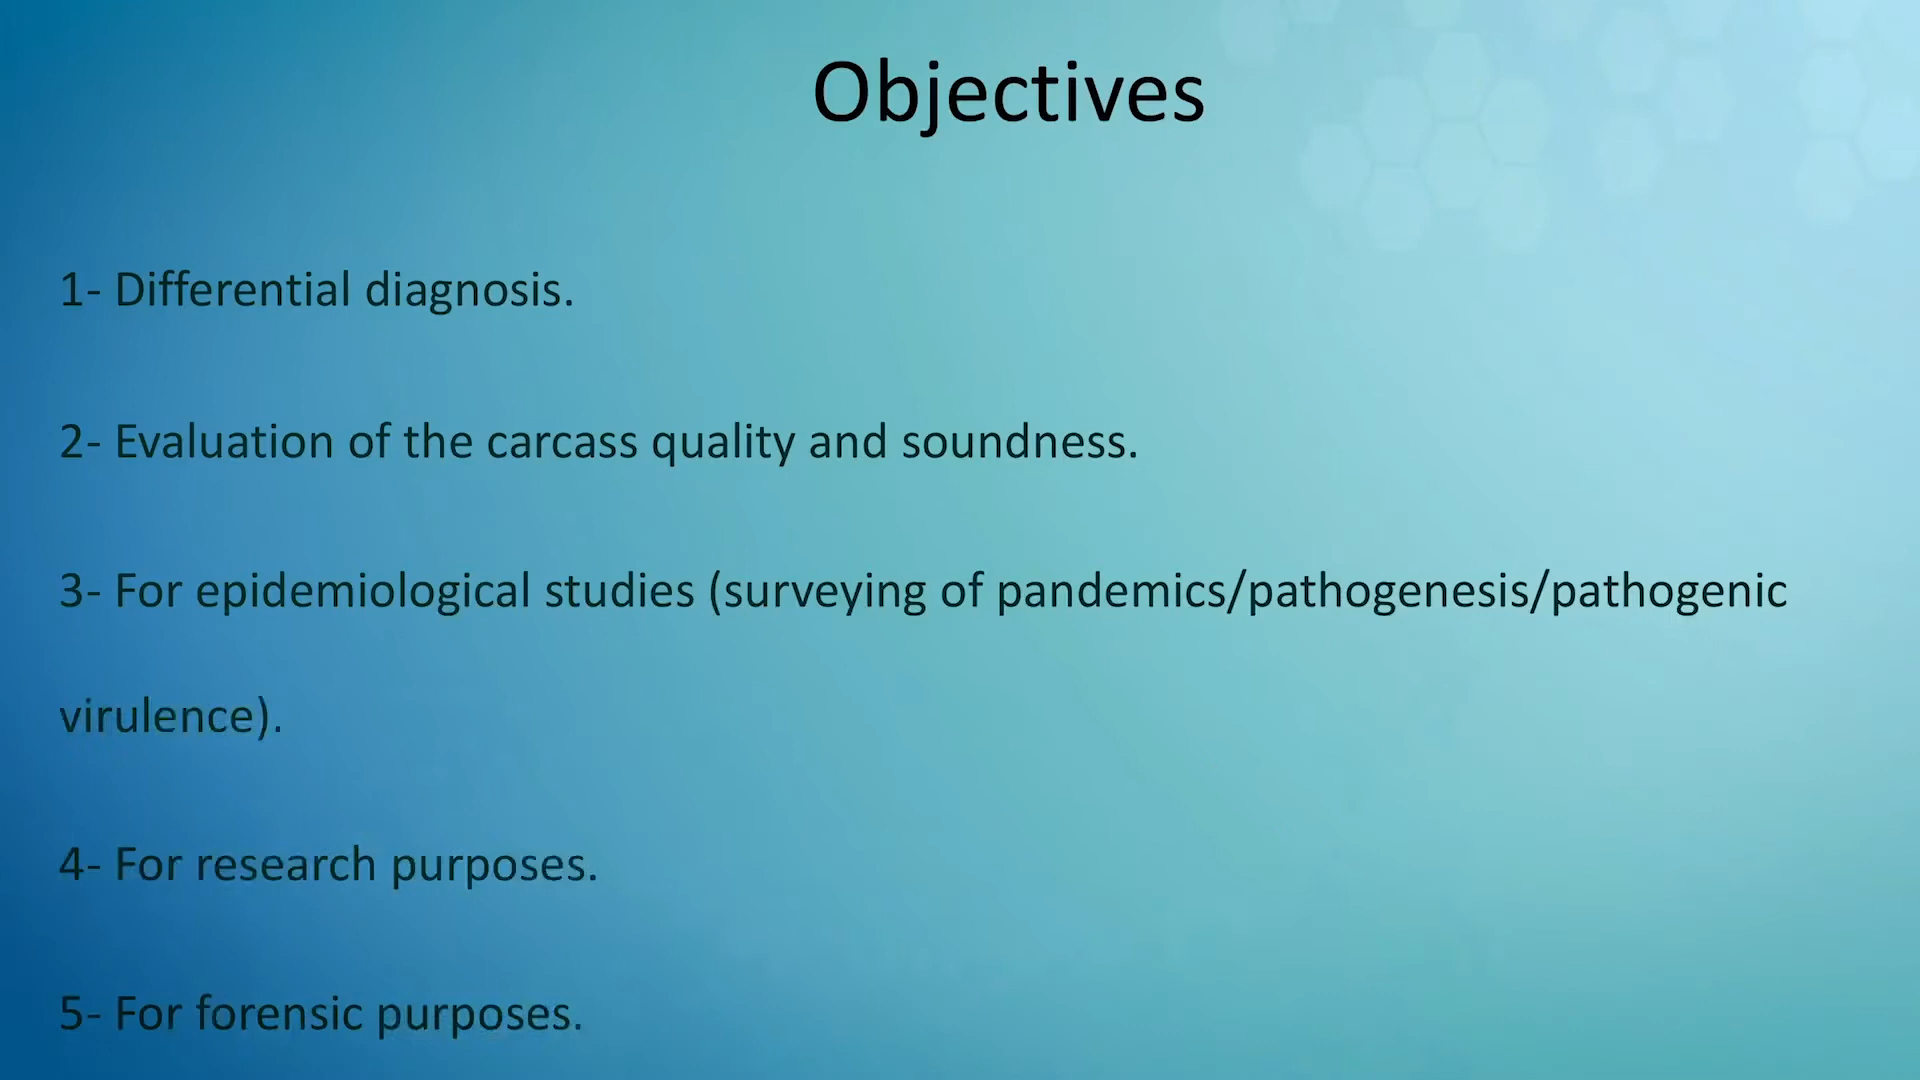 Objectives
1- Differential diagnosis.
2- Evaluation of the carcass quality and soundness.
3- For epidemiological studies (surveying of pandemics/pathogenesis/pathogenic
virulence).
4- For research purposes.
5- For forensic purposes.